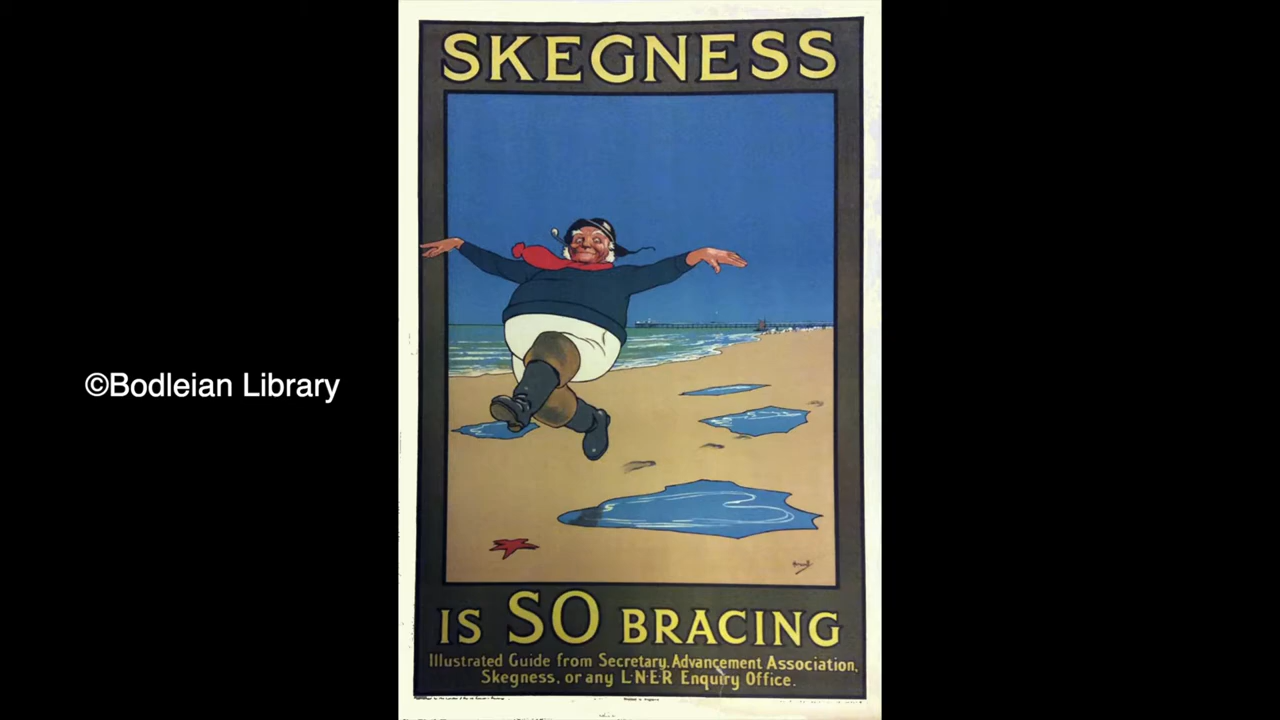 SKEGNESS
©Bodleian Library
IS SO BRACING
Illustrated Guide from Secretary, Advancement Association,
Skegness, or any L·N·E·R Enquiry Office.